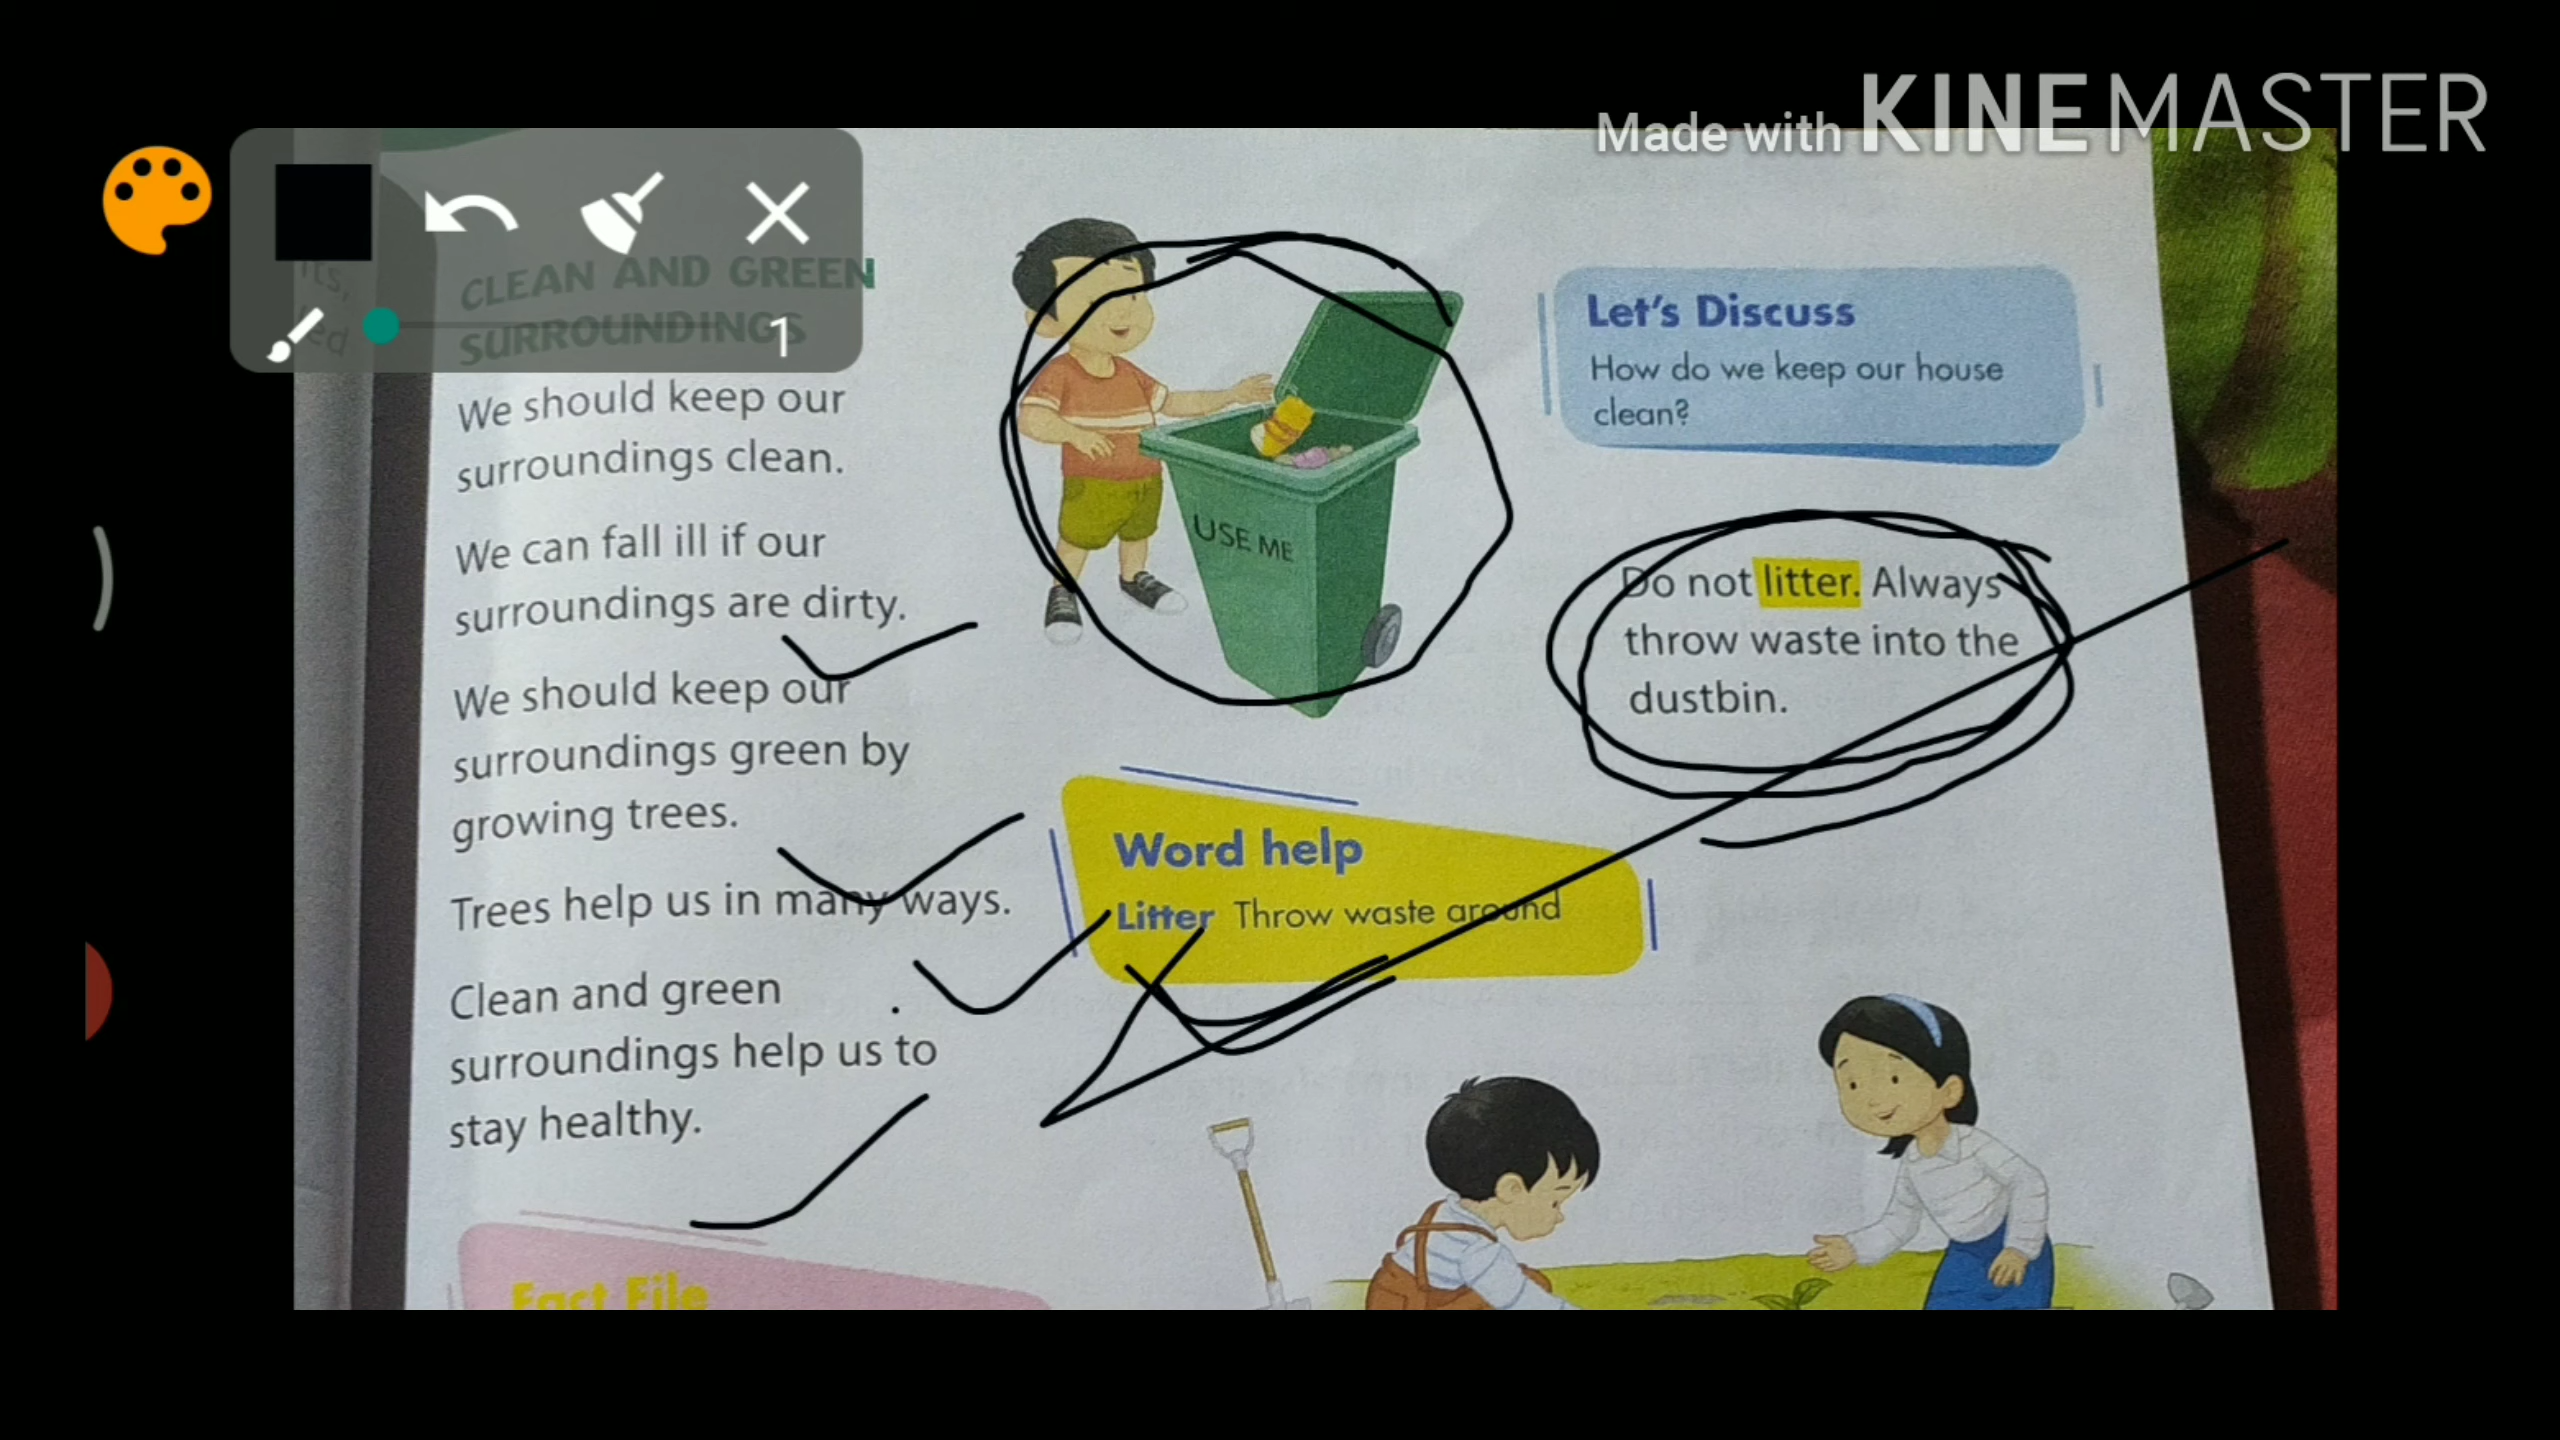 Made with KINEMASTER
1
its,
CLEAN AND GREEN
SURROUNDINGS
We should keep our
surroundings clean.
We can fall ill if our
surroundings are dirty.
We should keep our
surroundings green by
growing trees.
Trees help us in many ways.
Clean and green
surroundings help us to
stay healthy.
Fact File
USE ME
Let's Discuss
How do we keep our house
clean?
Do not litter. Always
throw waste into the
dustbin.
Word help
Litter Throw waste around